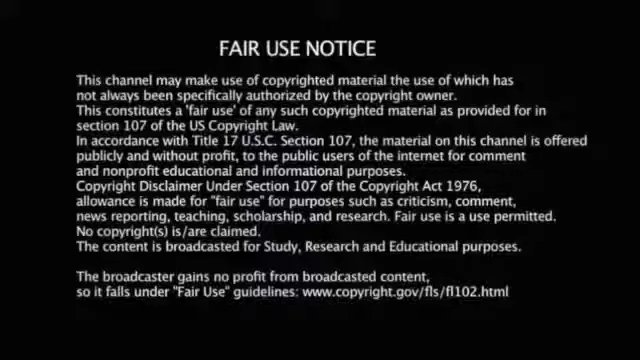 FAIR USE NOTICE
This channel may make use of copyrighted material the use of which has
not always been specifically authorized by the copyright owner.
This constitutes a 'fair use' of any such copyrighted material as provided for in
section 107 of the US Copyright Law.
In accordance with Title 17 U.S.C. Section 107, the material on this channel is offered
publicly and without profit, to the public users of the internet for comment
and nonprofit educational and informational purposes.
Copyright Disclaimer Under Section 107 of the Copyright Act 1976,
allowance is made for "fair use" for purposes such as criticism, comment,
news reporting, teaching, scholarship, and research. Fair use is a use permitted.
No copyright(s) is/are claimed.
The content is broadcasted for Study, Research and Educational purposes.
The broadcaster gains no profit from broadcasted content,
so it falls under "Fair Use" guidelines: www.copyright.gov/fls/fl102.html